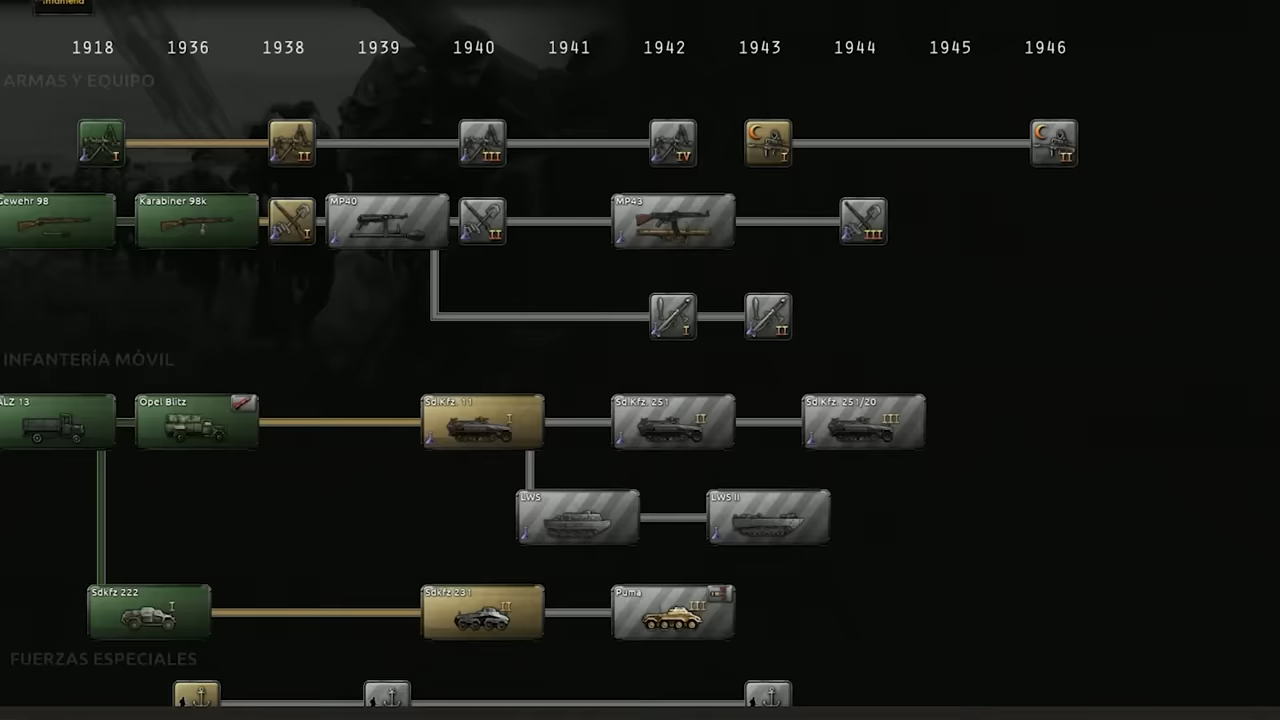 Infantería
1918 1936 1938 1939 1940 1941 1942 1943 1944 1945 1946
ARMAS Y EQUIPO
I II III IV I II
Gewehr 98 Karabiner 98k I MP40 II MP43 III
I II
INFANTERÍA MÓVIL
ALZ 13 Opel Blitz Sd.Kfz. 11 I Sd.Kfz. 251 II Sd.Kfz. 251/20 III
LWS LWS II
Sdkfz 222 I Sdkfz 231 II Puma III
FUERZAS ESPECIALES